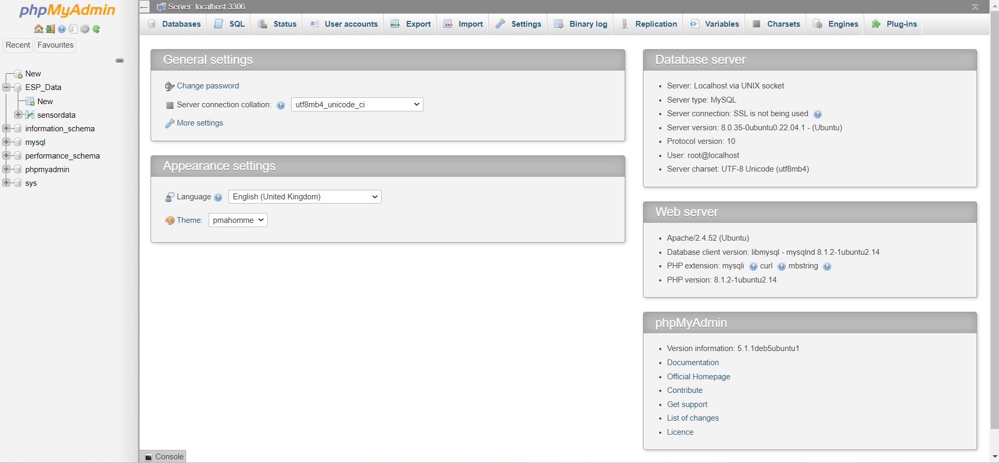 phpMyAdmin
Recent Favourites
New
ESP_Data
New
sensordata
information_schema
mysql
performance_schema
phpmyadmin
sys
Server: localhost:3306
Databases SQL Status User accounts Export Import Settings Binary log Replication Variables Charsets Engines Plug-ins
General settings
Change password
Server connection collation: utf8mb4_unicode_ci
More settings
Appearance settings
Language English (United Kingdom)
Theme: pmahomme
Database server
Server: Localhost via UNIX socket
Server type: MySQL
Server connection: SSL is not being used
Server version: 8.0.35-0ubuntu0.22.04.1 - (Ubuntu)
Protocol version: 10
User: root@localhost
Server charset: UTF-8 Unicode (utf8mb4)
Web server
Apache/2.4.52 (Ubuntu)
Database client version: libmysql - mysqlnd 8.1.2-1ubuntu2.14
PHP extension: mysqli curl mbstring
PHP version: 8.1.2-1ubuntu2.14
phpMyAdmin
Version information: 5.1.1deb5ubuntu1
Documentation
Official Homepage
Contribute
Get support
List of changes
Licence
Console